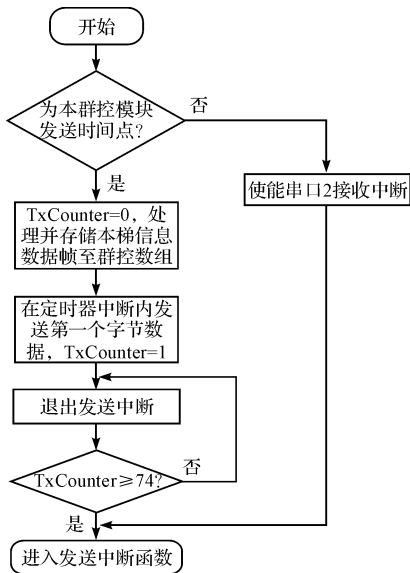 开始
为本群控模块
发送时间点?
否
是
使能串口2接收中断
TxCounter=0，处
理并存储本梯信息
数据帧至群控数组
在定时器中断内发
送第一个字节数
据，TxCounter=1
退出发送中断
TxCounter≥74?
否
是
进入发送中断函数